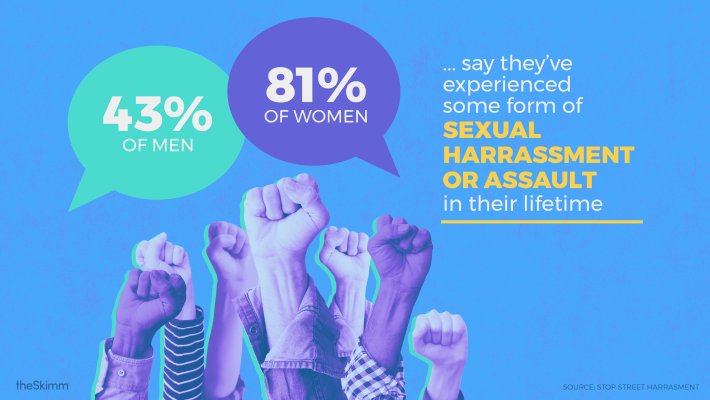 43%
OF MEN
81%
OF WOMEN
... say they've
experienced
some form of
SEXUAL
HARRASSMENT
OR ASSAULT
in their lifetime
theSkimm
SOURCE: STOP STREET HARRASMENT